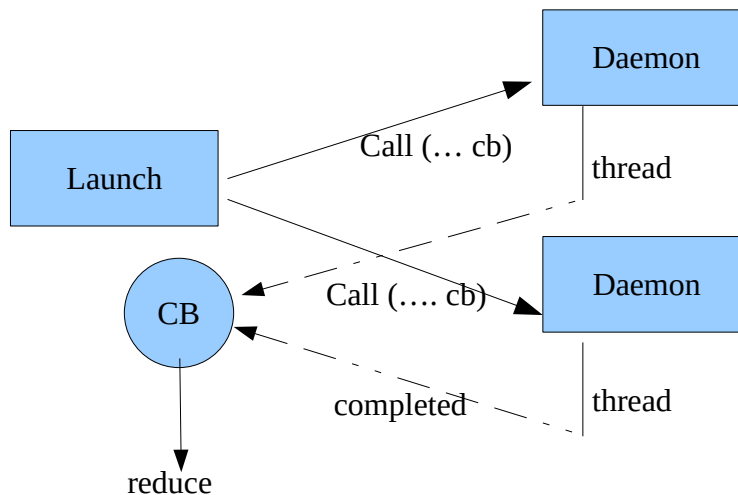 Daemon
Call (… cb)
thread
Launch
Daemon
Call (…. cb)
CB
completed
thread
reduce